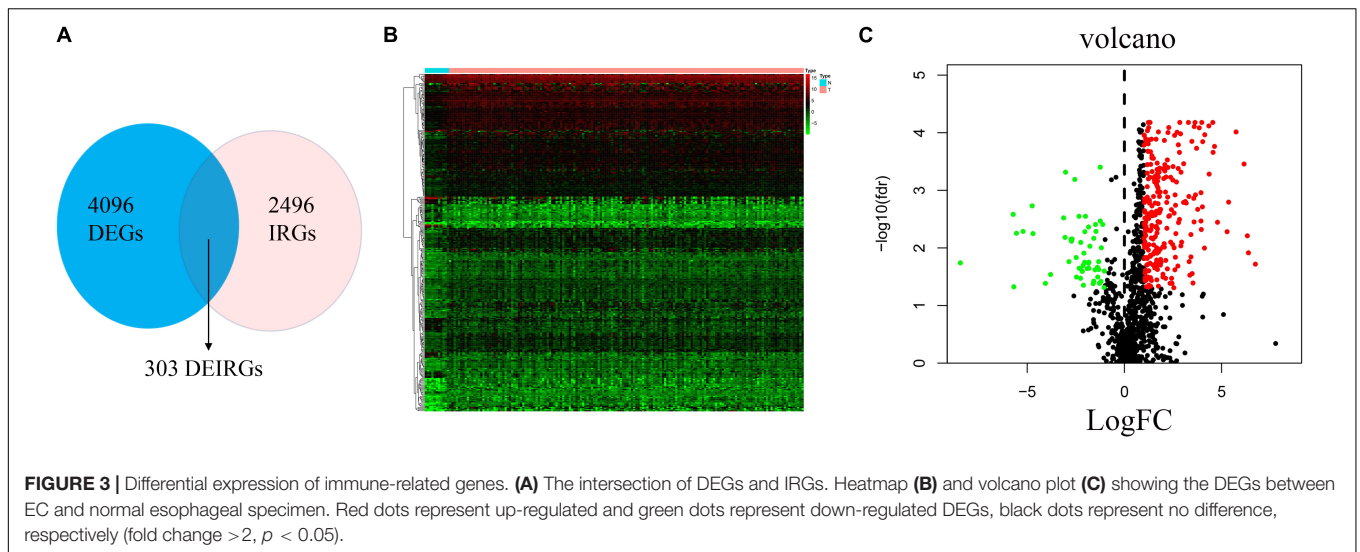 A
4096
DEGs
2496
IRGs
303 DEIRGs
B
Type
15
10
5
0
−5
Type
N
T
C
volcano
−log10(fdr)
5
4
3
2
1
0
−5
0
5
LogFC
FIGURE 3 | Differential expression of immune-related genes. (A) The intersection of DEGs and IRGs. Heatmap (B) and volcano plot (C) showing the DEGs between
EC and normal esophageal specimen. Red dots represent up-regulated and green dots represent down-regulated DEGs, black dots represent no difference,
respectively (fold change >2, p < 0.05).